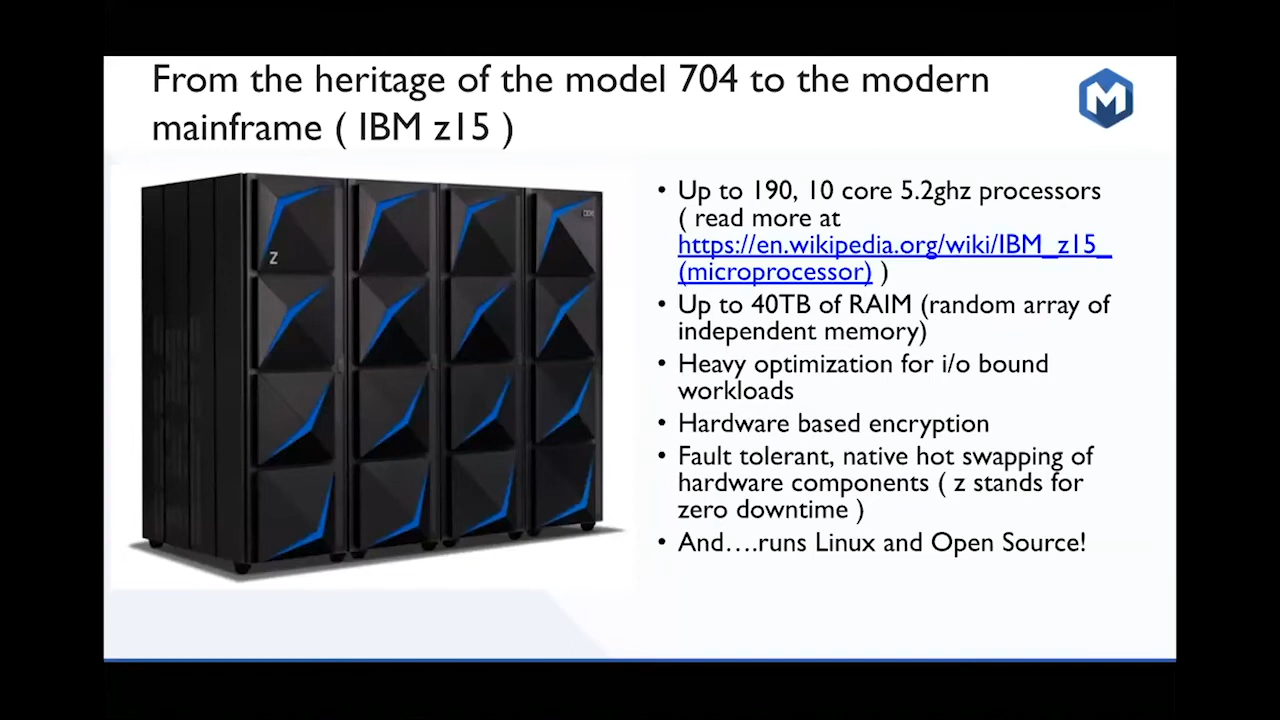 From the heritage of the model 704 to the modern
mainframe ( IBM z15 )
• Up to 190, 10 core 5.2ghz processors
( read more at
https://en.wikipedia.org/wiki/IBM_z15_
(microprocessor) )
• Up to 40TB of RAIM (random array of
independent memory)
• Heavy optimization for i/o bound
workloads
• Hardware based encryption
• Fault tolerant, native hot swapping of
hardware components ( z stands for
zero downtime )
• And….runs Linux and Open Source!
IBM
Z
M